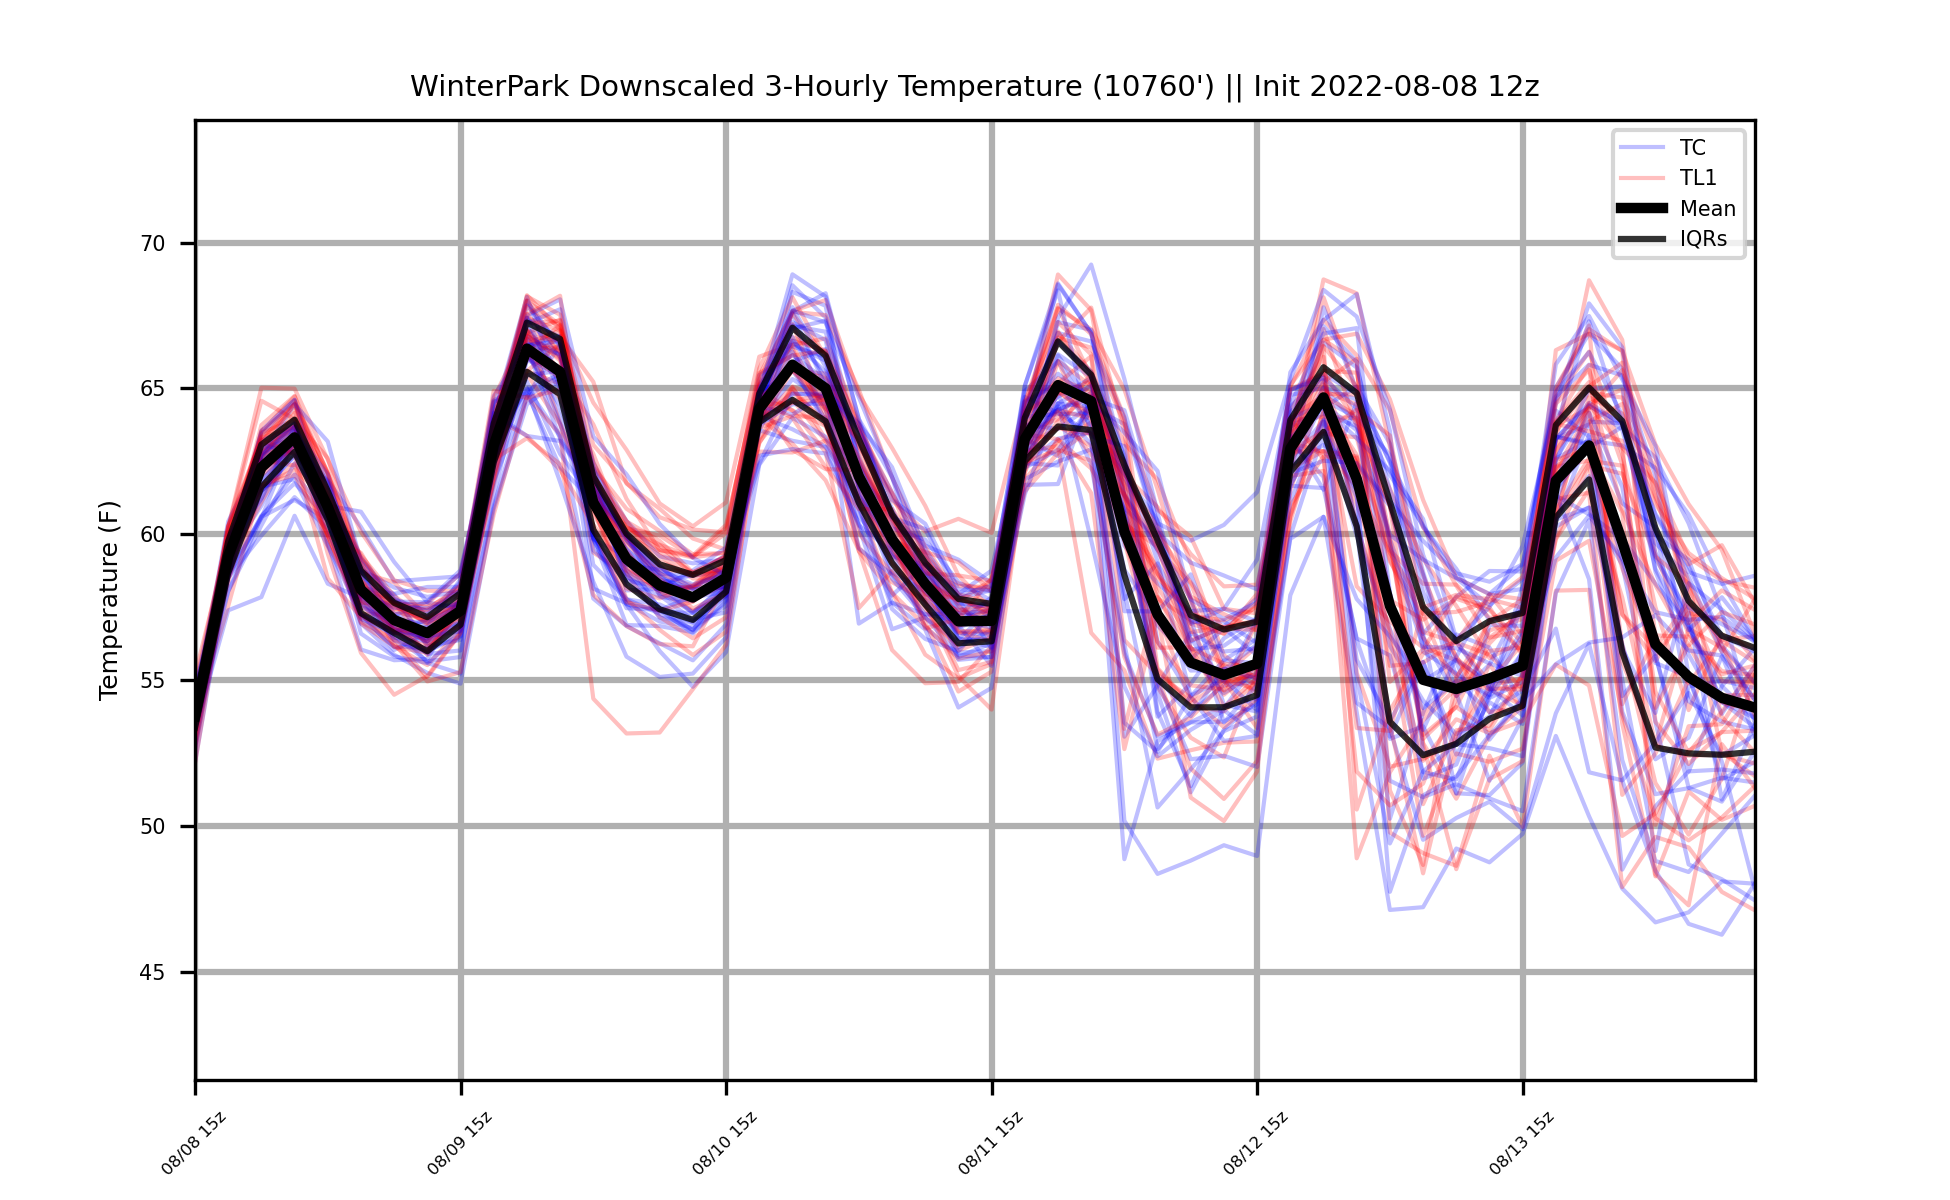 WinterPark Downscaled 3-Hourly Temperature (10760') || Init 2022-08-08 12z
TC
TL1
Mean
IQRs
Temperature (F)
70
65
60
55
50
45
08/08 15z
08/09 15z
08/10 15z
08/11 15z
08/12 15z
08/13 15z